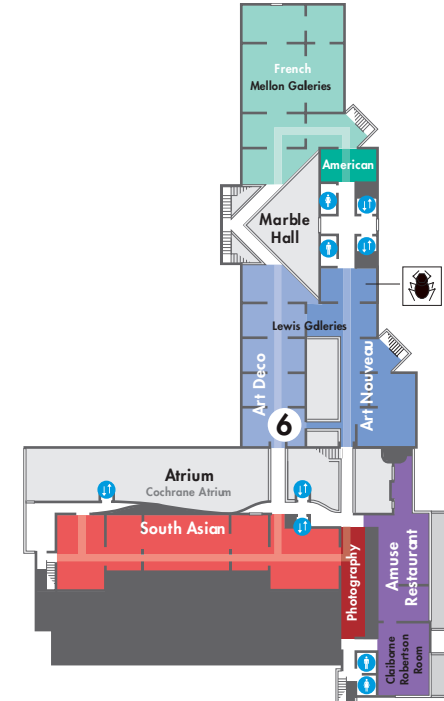 French
Mellon Galeries
American
Marble
Hall
Lewis Galleries
Art Deco
Art Nouveau
6
Atrium
Cochrane Atrium
South Asian
Photography
Amuse
Restaurant
Claiborne
Robertson
Room